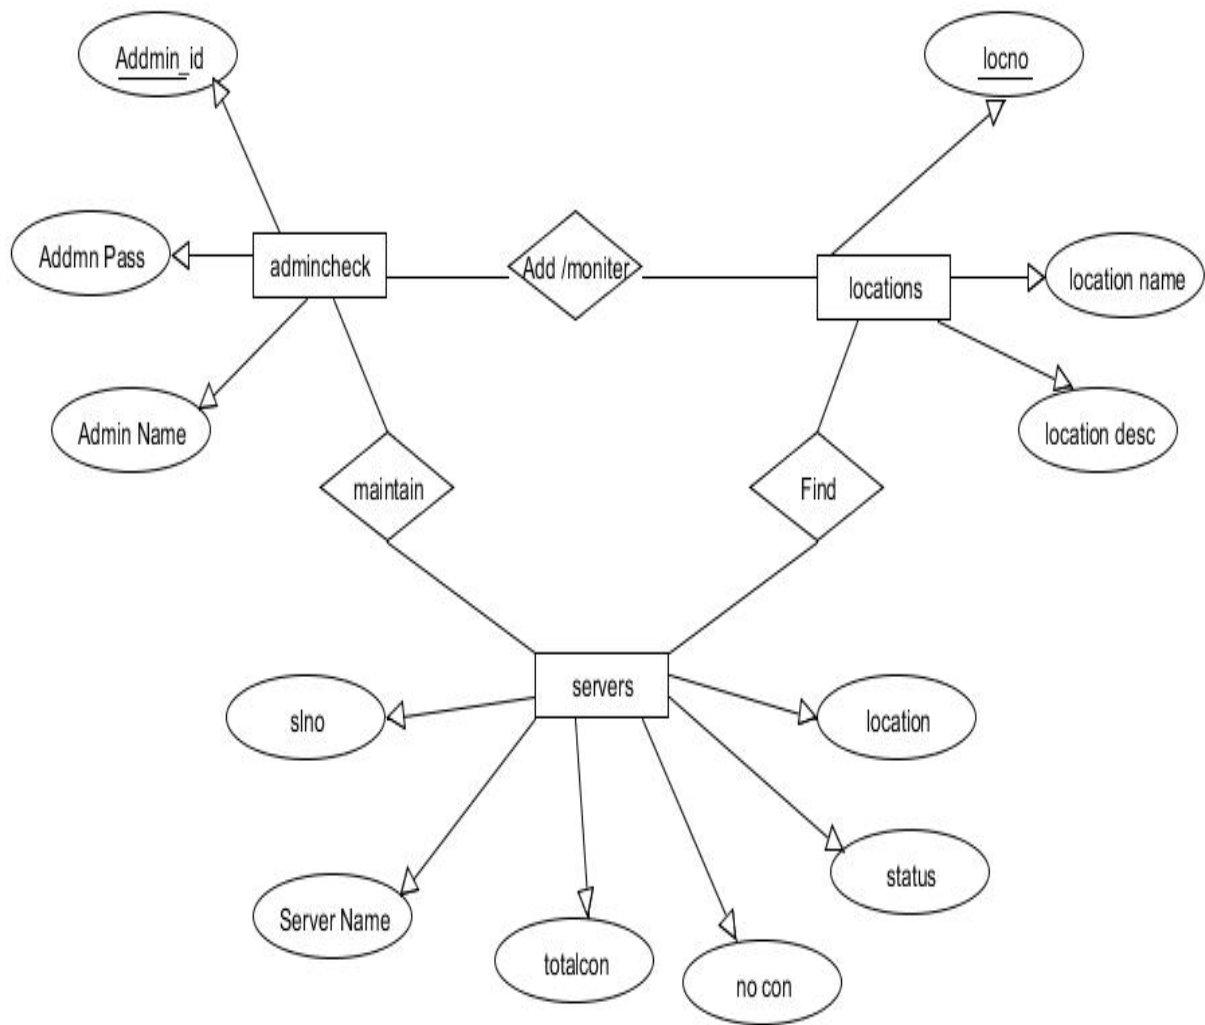 Addmin_id
locno
Addmn Pass
admincheck
Add /moniter
locations
location name
Admin Name
location desc
maintain
Find
servers
slno
location
Server Name
status
totalcon
no con